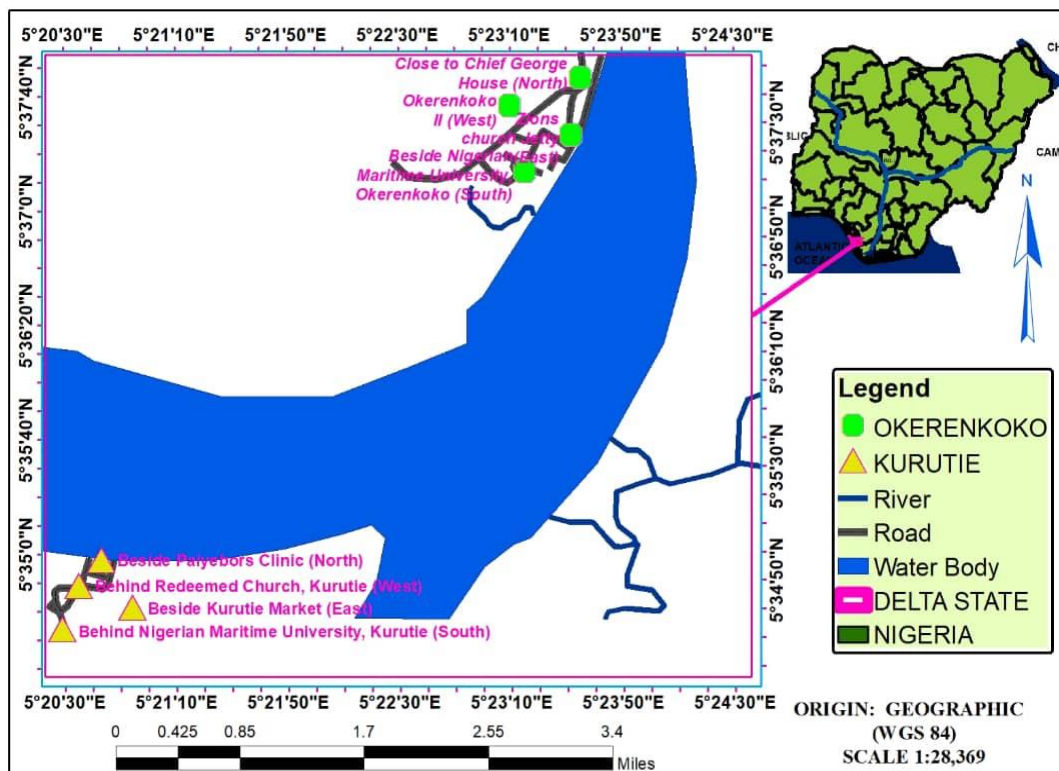 5°20'30"E 5°21'10"E 5°21'50"E 5°22'30"E 5°23'10"E 5°23'50"E 5°24'30"E
5°37'40"N
5°37'0"N
5°36'20"N
5°35'40"N
5°35'0"N
Close to Chief George
House (North)
Okerenkoko
II (West)
Zions
church Jetty
(East)
Beside Nigerian
Maritime University
Okerenkoko (South)
Beside Paiyebors Clinic (North)
Behind Redeemed Church, Kurutie (West)
Beside Kurutie Market (East)
Behind Nigerian Maritime University, Kurutie (South)
5°37'30"N
5°36'50"N
5°36'10"N
5°35'30"N
5°34'50"N
5°20'30"E 5°21'10"E 5°21'50"E 5°22'30"E 5°23'10"E 5°23'50"E 5°24'30"E
CH
BLIC
CAM
ATLANTIC
OCEAN
N
Legend
OKERENKOKO
KURUTIE
River
Road
Water Body
DELTA STATE
NIGERIA
0 0.425 0.85 1.7 2.55 3.4
Miles
ORIGIN: GEOGRAPHIC
(WGS 84)
SCALE 1:28,369